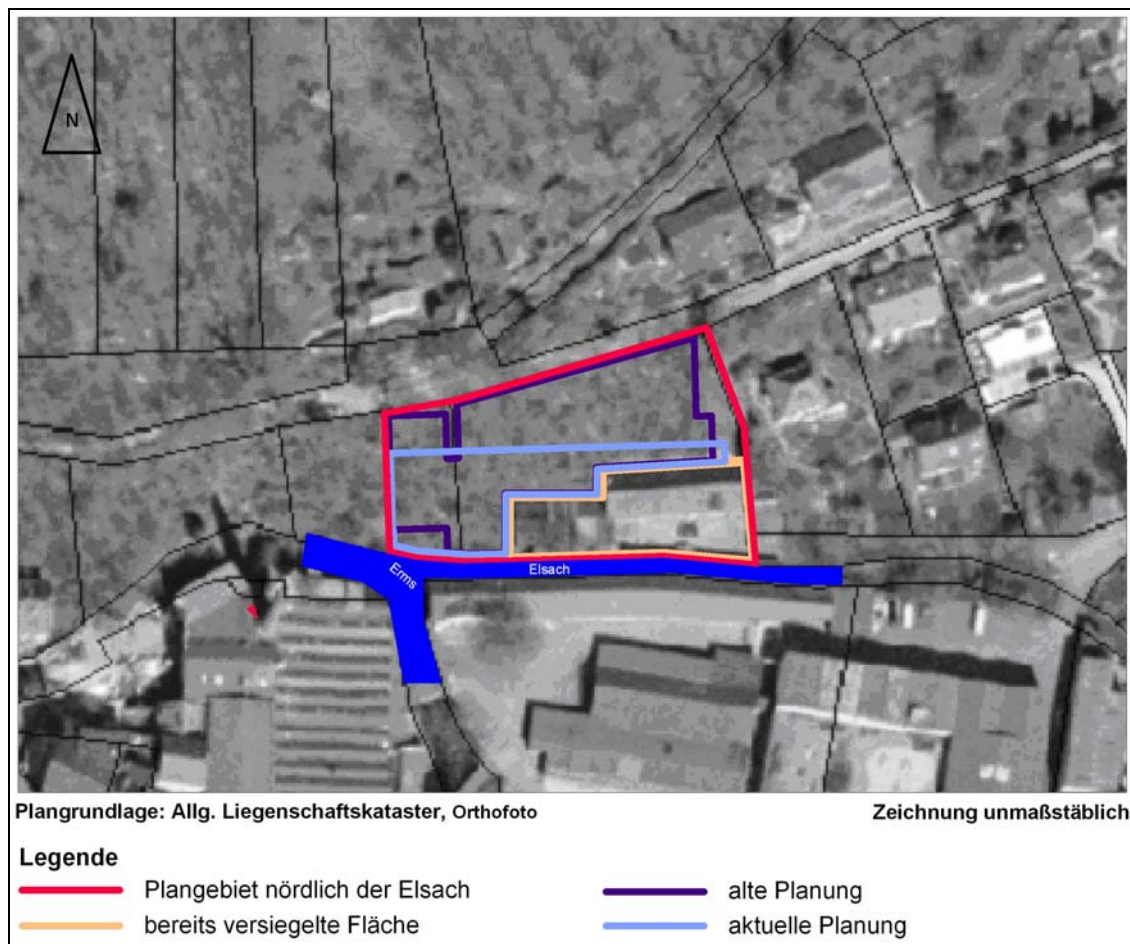 N
Erms
Elsach
Plangrundlage: Allg. Liegenschaftskataster, Orthofoto
Zeichnung unmaßstäblich
Legende
Plangebiet nördlich der Elsach
alte Planung
bereits versiegelte Fläche
aktuelle Planung